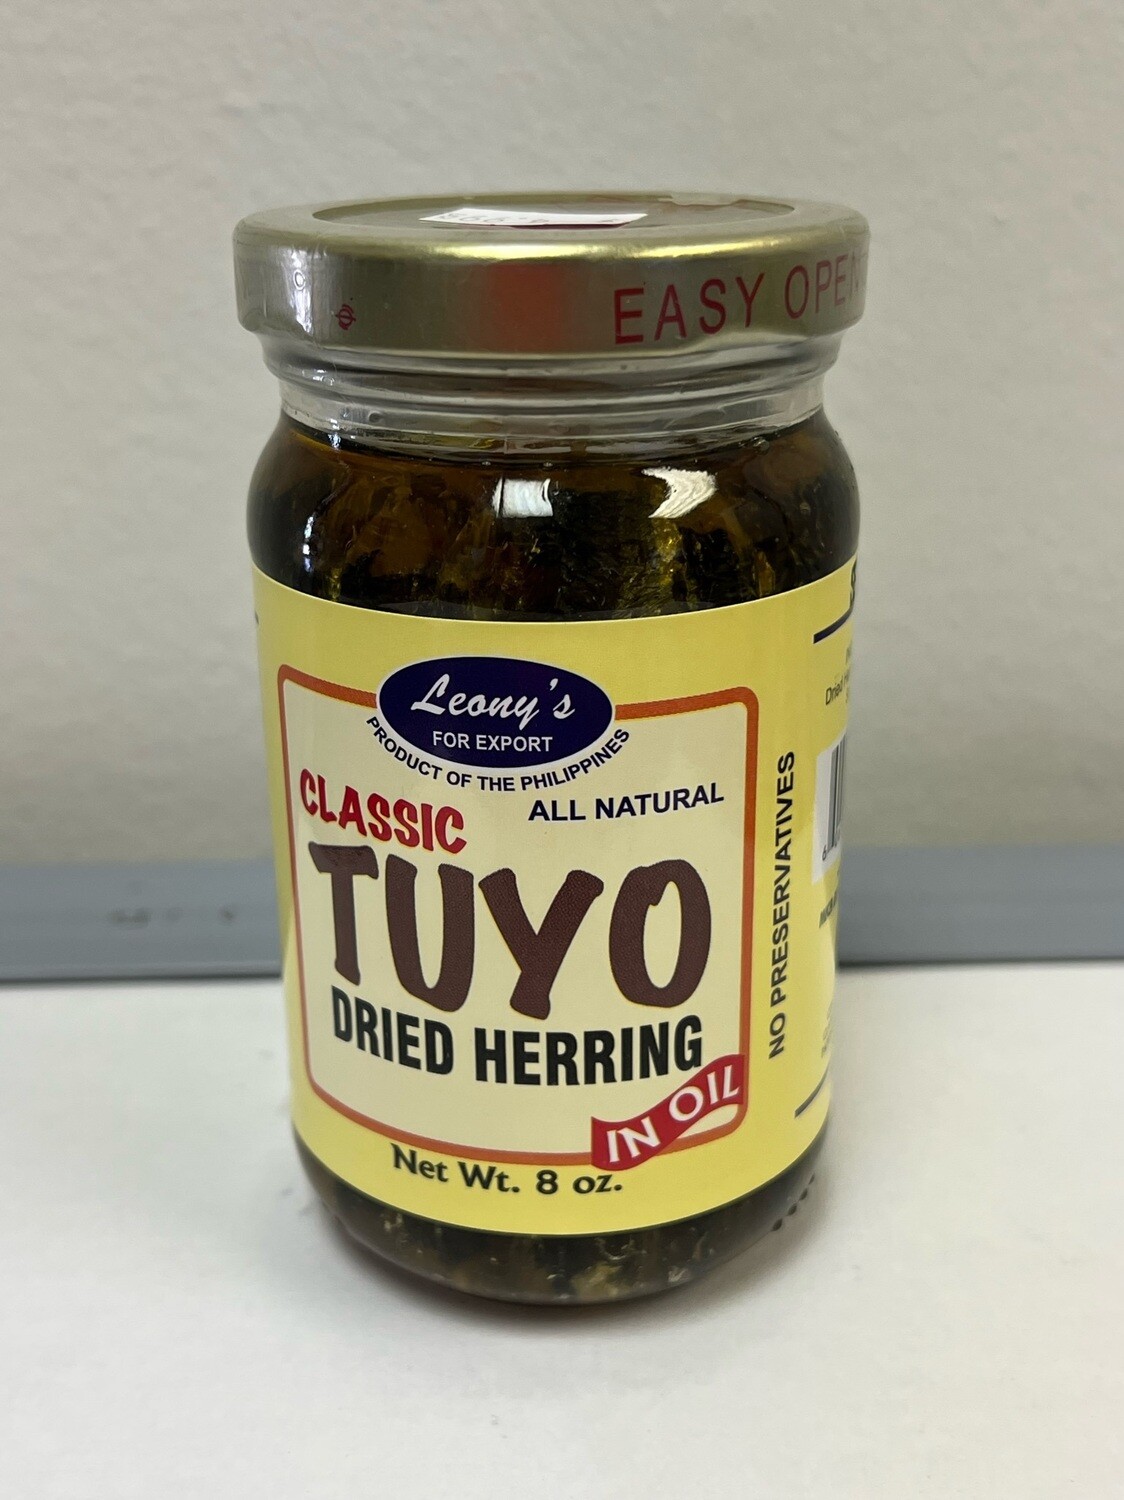 EASY OPEN
Leony's
FOR EXPORT
PRODUCT OF THE PHILIPPINES
ALL NATURAL
CLASSIC
TUYO
DRIED HERRING
IN OIL
Net Wt. 8 oz.
NO PRESERVATIVES
Dried